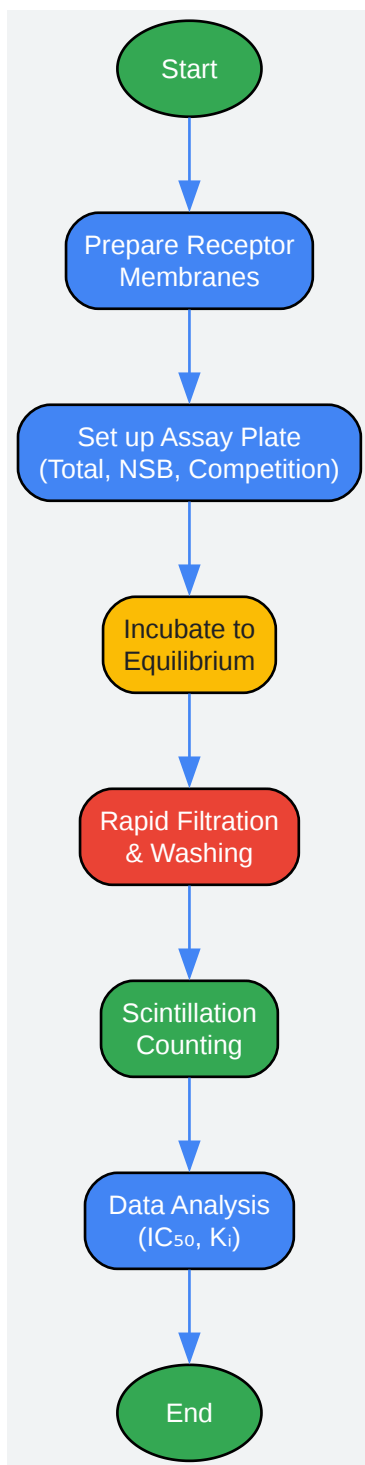 Start
Prepare Receptor
Membranes
Set up Assay Plate
(Total, NSB, Competition)
Incubate to
Equilibrium
Rapid Filtration
& Washing
Scintillation
Counting
Data Analysis
(IC₅₀, Kᵢ)
End